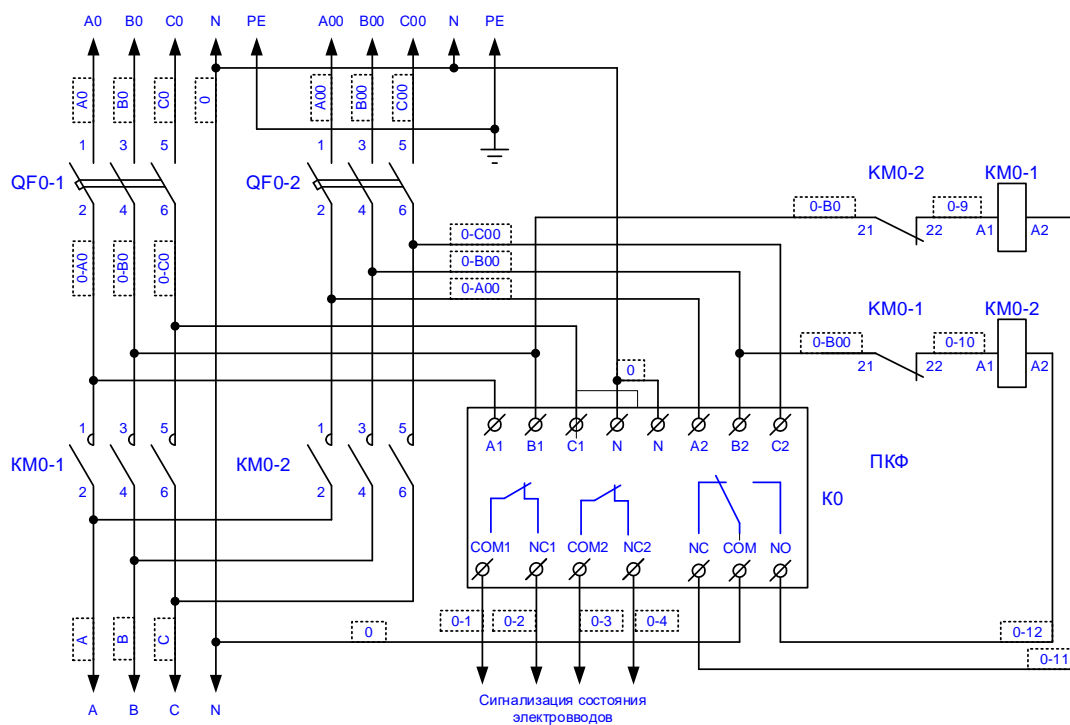 A0 B0 C0 N PE A00 B00 C00 N PE
A0 B0 C0 0 A00 B00 C00
1 3 5 1 3 5
QF0-1 QF0-2 KM0-2 KM0-1
2 4 6 2 4 6
0-B0 0-9
21 22 A1 A2
0-C00
0-B00
0-A00
0-A0 0-B0 0-C0
KM0-1 KM0-2
0-B00 0-10
21 22 A1 A2
0
1 3 5 1 3 5
A1 B1 C1 N N A2 B2 C2
KM0-1 KM0-2 ПКФ
2 4 6 2 4 6
K0
COM1 NC1 COM2 NC2 NC COM NO
0-1 0-2 0-3 0-4
A B C 0 0-12
0-11
A B C N
Сигнализация состояния
электровводов